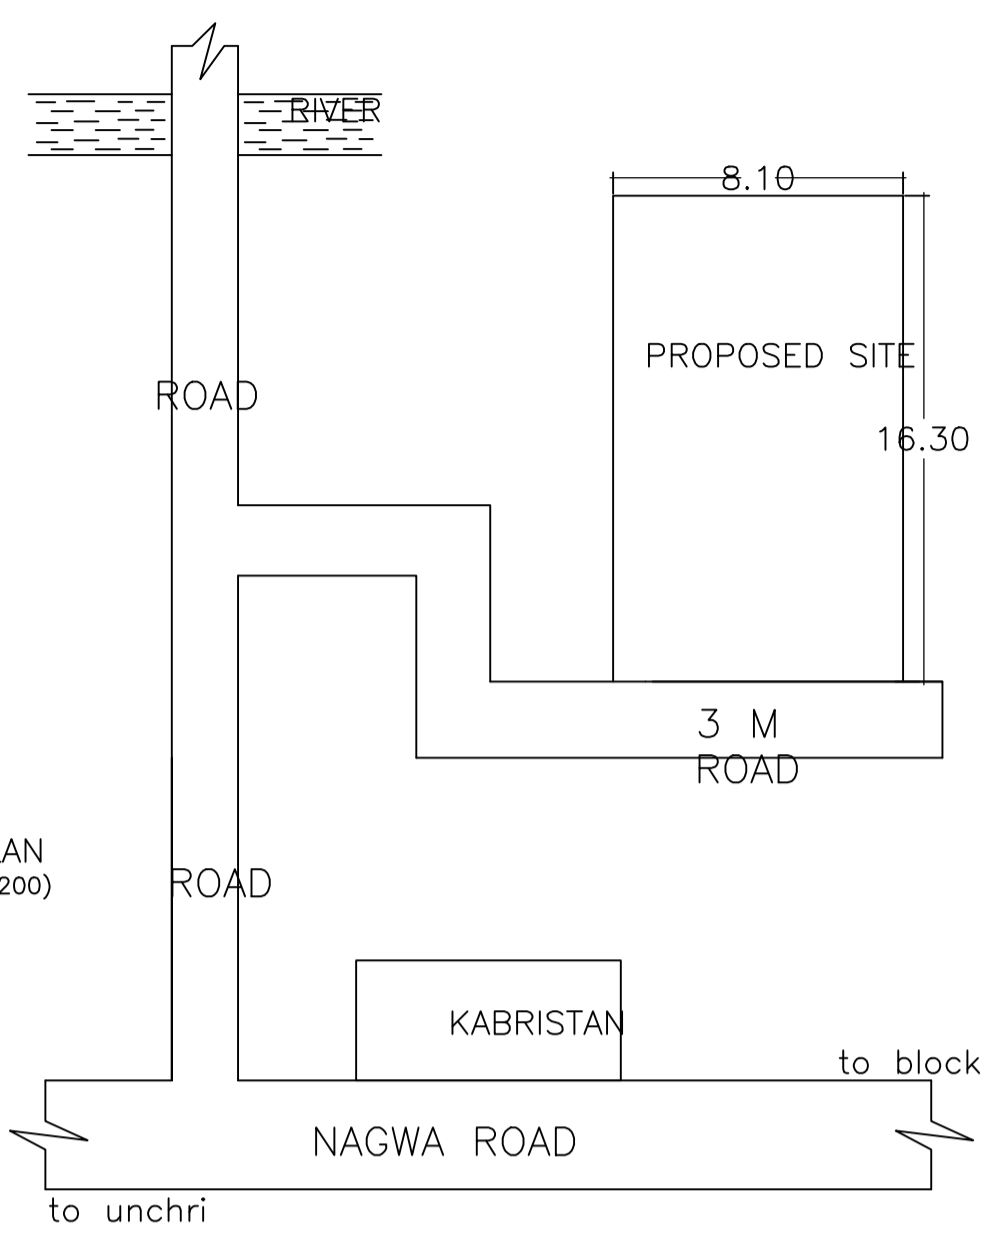 RIVER
8.10
PROPOSED SITE
ROAD
16.30
3 M
ROAD
LAN
200)
ROAD
KABRISTAN
to block
NAGWA ROAD
to unchri